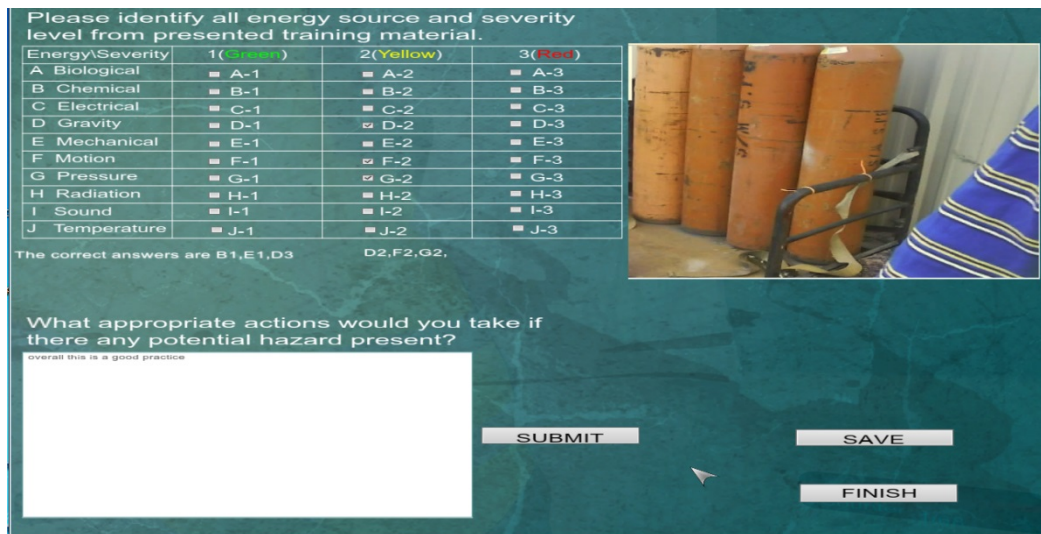 Please identify all energy source and severity
level from presented training material.
Energy\Severity 1(Green) 2(Yellow) 3(Red)
A Biological A-1 A-2 A-3
B Chemical B-1 B-2 B-3
C Electrical C-1 C-2 C-3
D Gravity D-1 D-2 D-3
E Mechanical E-1 E-2 E-3
F Motion F-1 F-2 F-3
G Pressure G-1 G-2 G-3
H Radiation H-1 H-2 H-3
I Sound I-1 I-2 I-3
J Temperature J-1 J-2 J-3
The correct answers are B1,E1,D3 D2,F2,G2,
What appropriate actions would you take if
there any potential hazard present?
overall this is a good practice
SUBMIT
SAVE
FINISH